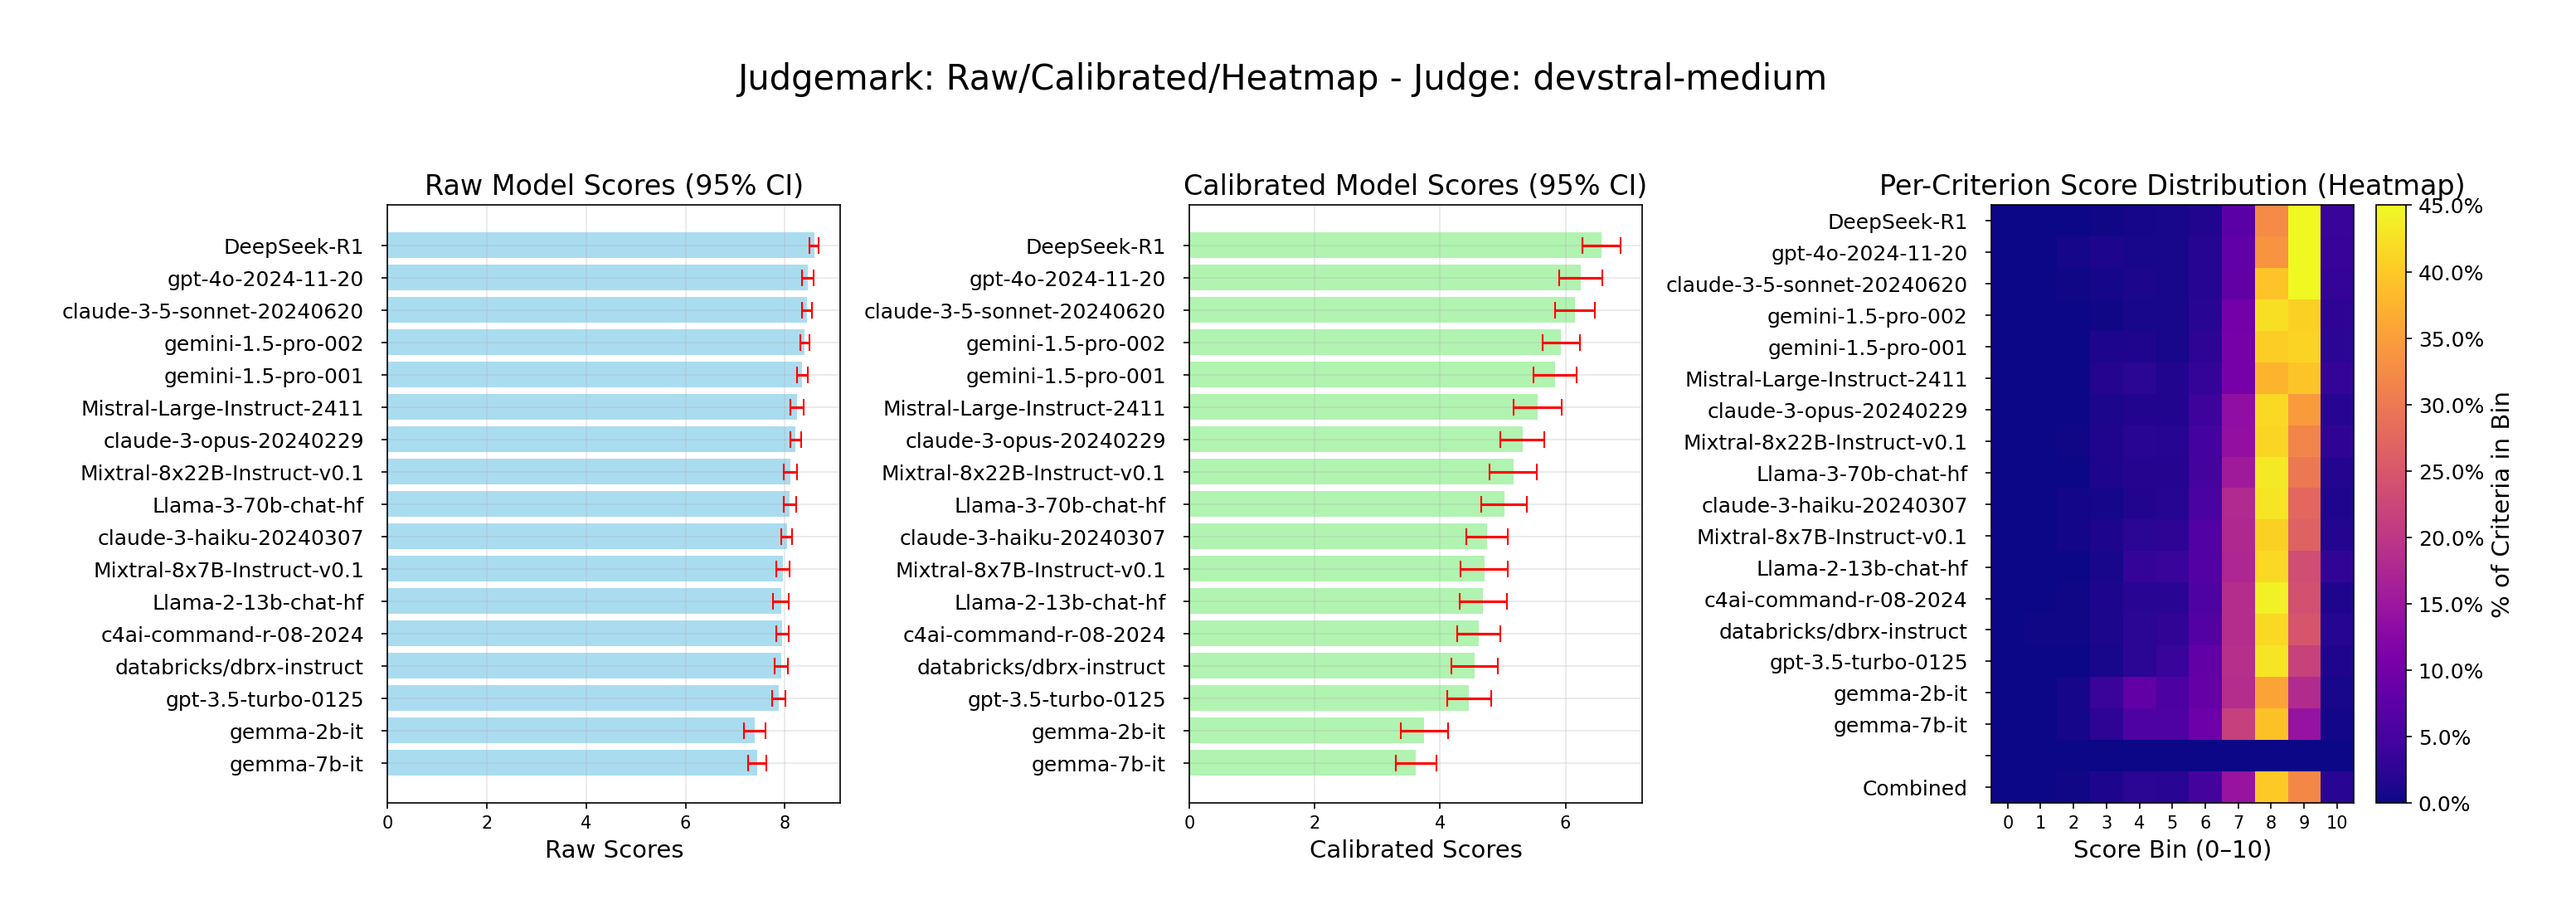 Judgemark: Raw/Calibrated/Heatmap - Judge: devstral-medium
Raw Model Scores (95% CI)
DeepSeek-R1
gpt-4o-2024-11-20
claude-3-5-sonnet-20240620
gemini-1.5-pro-002
gemini-1.5-pro-001
Mistral-Large-Instruct-2411
claude-3-opus-20240229
Mixtral-8x22B-Instruct-v0.1
Llama-3-70b-chat-hf
claude-3-haiku-20240307
Mixtral-8x7B-Instruct-v0.1
Llama-2-13b-chat-hf
c4ai-command-r-08-2024
databricks/dbrx-instruct
gpt-3.5-turbo-0125
gemma-2b-it
gemma-7b-it
0 2 4 6 8
Raw Scores
Calibrated Model Scores (95% CI)
DeepSeek-R1
gpt-4o-2024-11-20
claude-3-5-sonnet-20240620
gemini-1.5-pro-002
gemini-1.5-pro-001
Mistral-Large-Instruct-2411
claude-3-opus-20240229
Mixtral-8x22B-Instruct-v0.1
Llama-3-70b-chat-hf
claude-3-haiku-20240307
Mixtral-8x7B-Instruct-v0.1
Llama-2-13b-chat-hf
c4ai-command-r-08-2024
databricks/dbrx-instruct
gpt-3.5-turbo-0125
gemma-2b-it
gemma-7b-it
0 2 4 6
Calibrated Scores
Per-Criterion Score Distribution (Heatmap)
DeepSeek-R1
gpt-4o-2024-11-20
claude-3-5-sonnet-20240620
gemini-1.5-pro-002
gemini-1.5-pro-001
Mistral-Large-Instruct-2411
claude-3-opus-20240229
Mixtral-8x22B-Instruct-v0.1
Llama-3-70b-chat-hf
claude-3-haiku-20240307
Mixtral-8x7B-Instruct-v0.1
Llama-2-13b-chat-hf
c4ai-command-r-08-2024
databricks/dbrx-instruct
gpt-3.5-turbo-0125
gemma-2b-it
gemma-7b-it
Combined
0 1 2 3 4 5 6 7 8 9 10
Score Bin (0–10)
45.0%
40.0%
35.0%
30.0%
25.0%
20.0%
15.0%
10.0%
5.0%
0.0%
% of Criteria in Bin